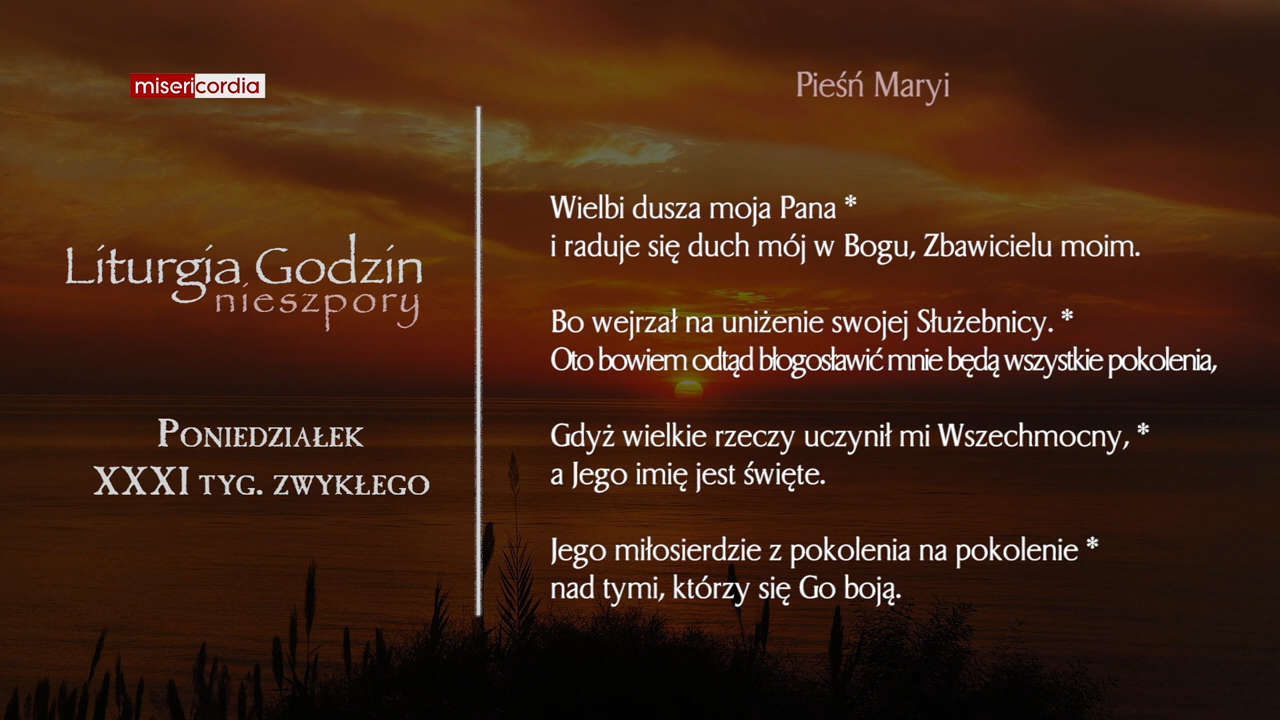 misericordia
Liturgia Godzin
nieszpory
Poniedziałek
XXXI tyg. zwykłego
Pieśń Maryi
Wielbi dusza moja Pana *
i raduje się duch mój w Bogu, Zbawicielu moim.
Bo wejrzał na uniżenie swojej Służebnicy. *
Oto bowiem odtąd błogosławić mnie będą wszystkie pokolenia,
Gdyż wielkie rzeczy uczynił mi Wszechmocny, *
a Jego imię jest święte.
Jego miłosierdzie z pokolenia na pokolenie *
nad tymi, którzy się Go boją.